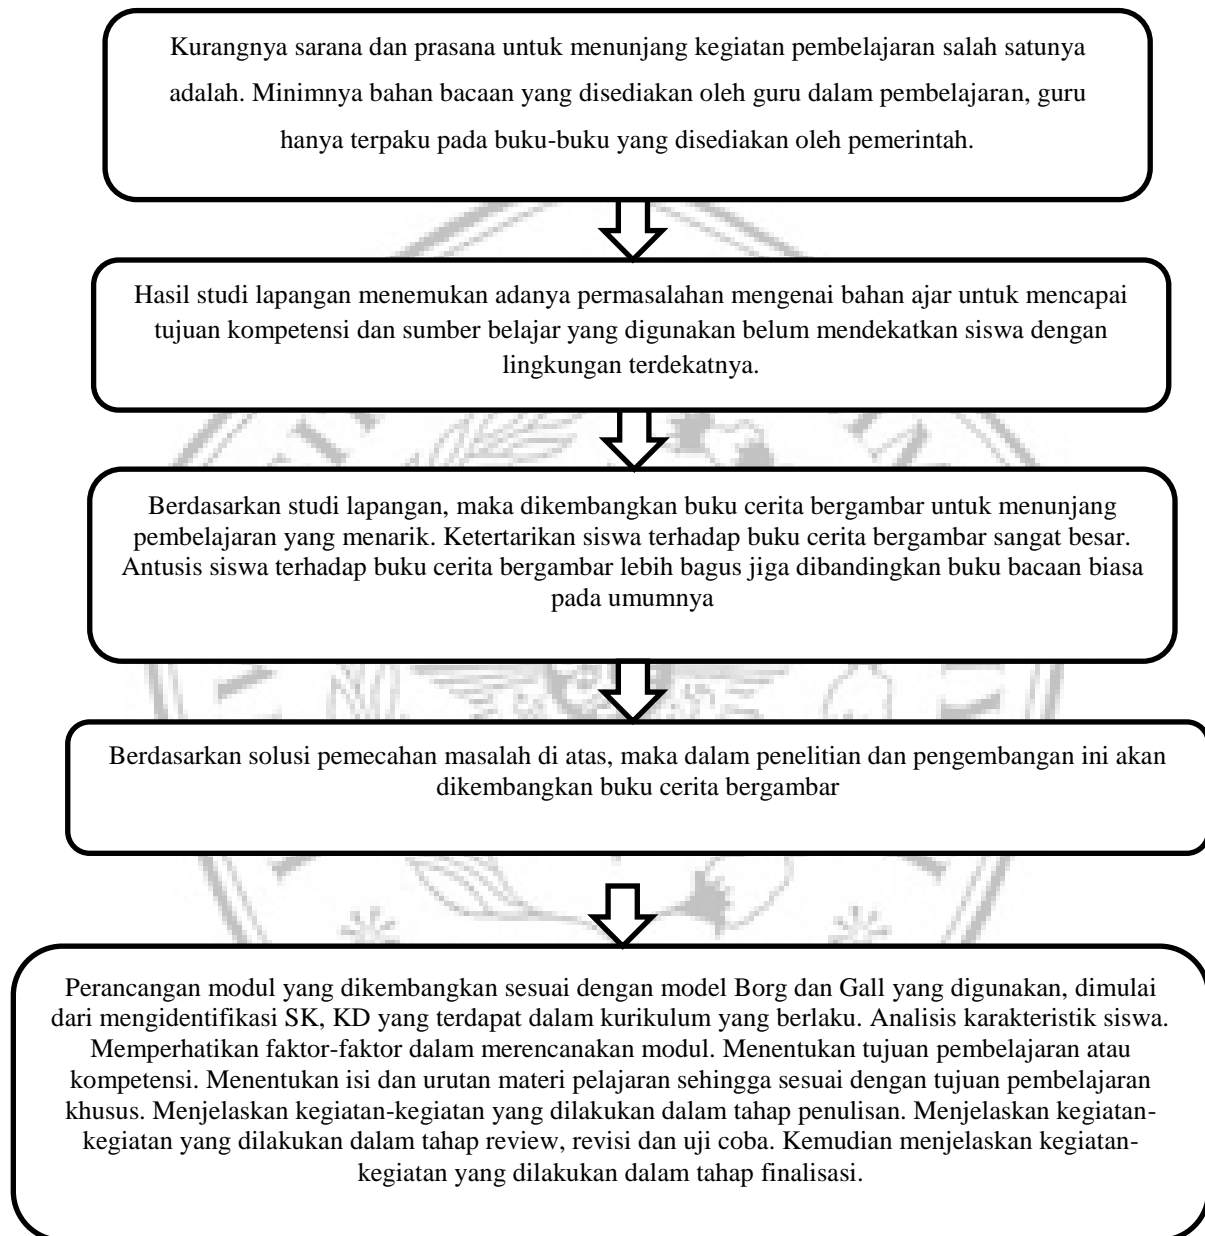 Kurangnya sarana dan prasana untuk menunjang kegiatan pembelajaran salah satunya
adalah. Minimnya bahan bacaan yang disediakan oleh guru dalam pembelajaran, guru
hanya terpaku pada buku-buku yang disediakan oleh pemerintah.
Hasil studi lapangan menemukan adanya permasalahan mengenai bahan ajar untuk mencapai
tujuan kompetensi dan sumber belajar yang digunakan belum mendekatkan siswa dengan
lingkungan terdekatnya.
Berdasarkan studi lapangan, maka dikembangkan buku cerita bergambar untuk menunjang
pembelajaran yang menarik. Ketertarikan siswa terhadap buku cerita bergambar sangat besar.
Antusis siswa terhadap buku cerita bergambar lebih bagus jiga dibandingkan buku bacaan biasa
pada umumnya
Berdasarkan solusi pemecahan masalah di atas, maka dalam penelitian dan pengembangan ini akan
dikembangkan buku cerita bergambar
Perancangan modul yang dikembangkan sesuai dengan model Borg dan Gall yang digunakan, dimulai
dari mengidentifikasi SK, KD yang terdapat dalam kurikulum yang berlaku. Analisis karakteristik siswa.
Memperhatikan faktor-faktor dalam merencanakan modul. Menentukan tujuan pembelajaran atau
kompetensi. Menentukan isi dan urutan materi pelajaran sehingga sesuai dengan tujuan pembelajaran
khusus. Menjelaskan kegiatan-kegiatan yang dilakukan dalam tahap penulisan. Menjelaskan kegiatan-
kegiatan yang dilakukan dalam tahap review, revisi dan uji coba. Kemudian menjelaskan kegiatan-
kegiatan yang dilakukan dalam tahap finalisasi.